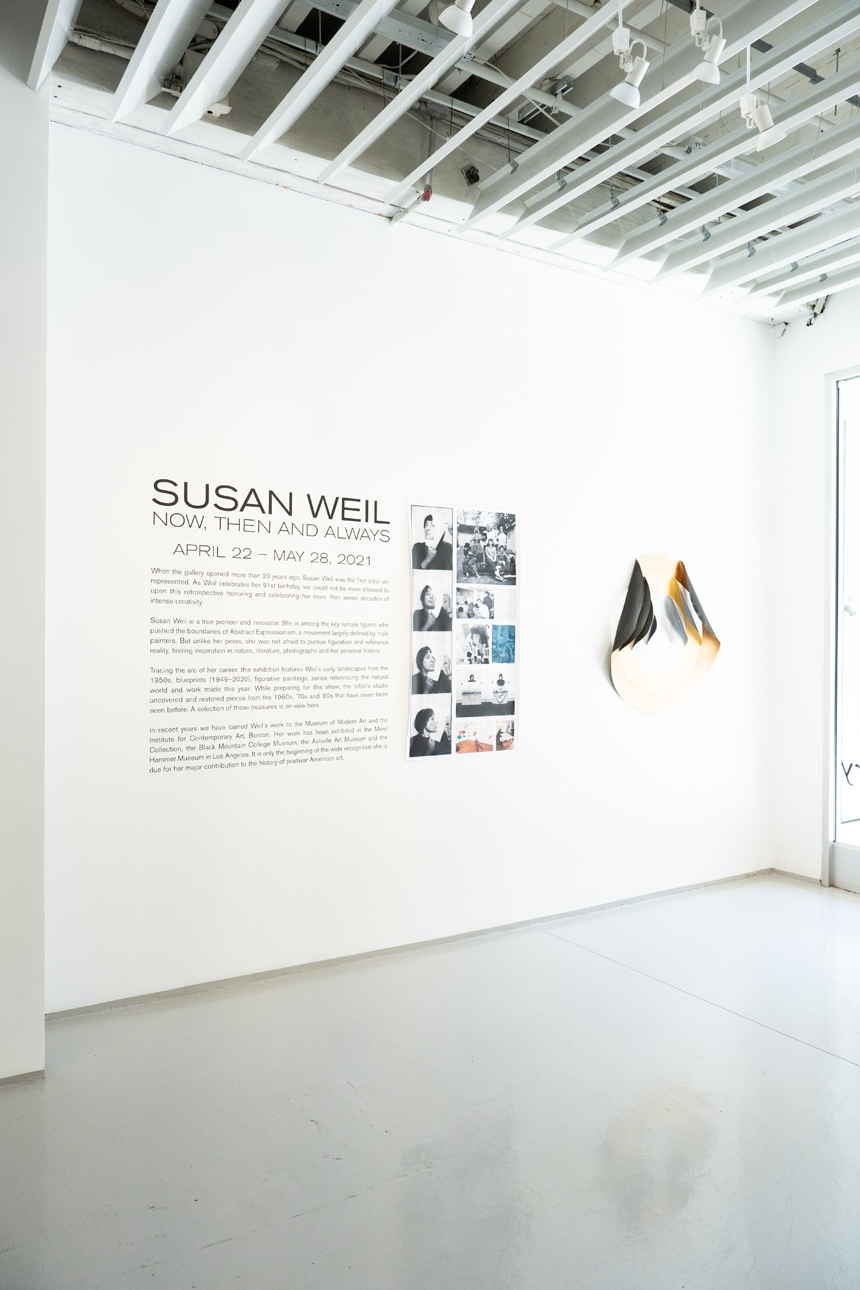 SUSAN WEIL
NOW, THEN AND ALWAYS
APRIL 22 – MAY 28, 2021
When the gallery opened more than 20 years ago, Susan Weil was the first artist we
represented. As Weil celebrates her 91st birthday, we could not be more pleased to
open this retrospective honoring and celebrating her more than seven decades of
intense creativity.
Susan Weil is a true pioneer and innovator. She is among the key female figures who
pushed the boundaries of Abstract Expressionism, a movement largely defined by male
painters. But unlike her peers, she was not afraid to pursue figuration and reference
reality, finding inspiration in nature, literature, photographs and her personal history.
Tracing the arc of her career, this exhibition features Weil's early landscapes from the
1950s, blueprints (1949–2020), figurative paintings, series referencing the natural
world and work made this year. While preparing for this show, the artist's studio
uncovered and restored pieces from the 1960s, '70s and '80s that have never been
seen before. A selection of those treasures is on view here.
In recent years we have loaned Weil's work to the Museum of Modern Art and the
Institute for Contemporary Art, Boston. Her work has been exhibited in the Menil
Collection, the Black Mountain College Museum, the Ashville Art Museum and the
Hammer Museum in Los Angeles. It is only the beginning of the wide recognition she is
due for her major contribution to the history of postwar American art.